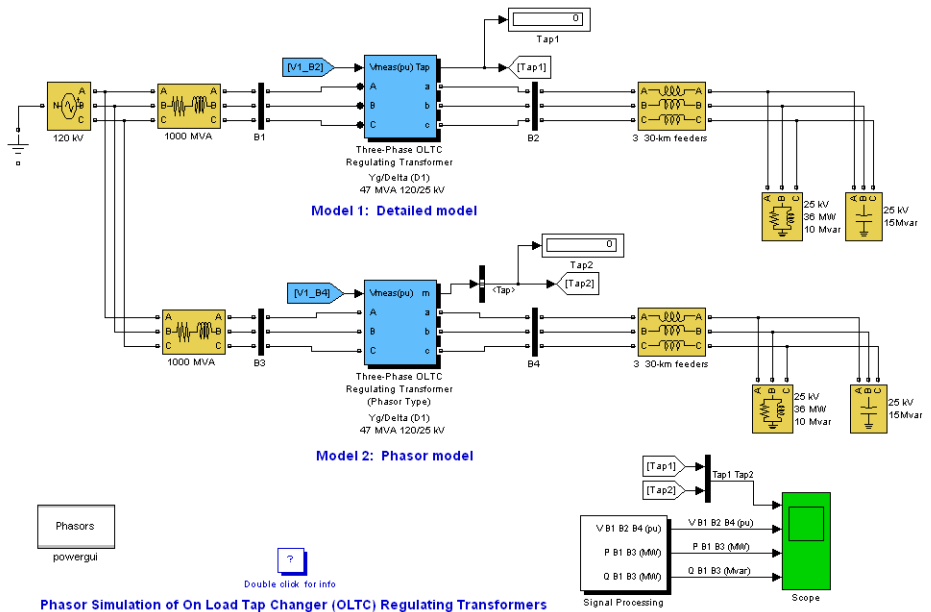 0
Tap1
[V1_B2]
Vmeas(pu) Tap
[Tap1]
A
B
C
N
A
B
C
A
B
C
A
B
C
a
b
c
A
B
C
A
B
C
120 kV
1000 MVA
B1
B2
3 30-km feeders
Three-Phase OLTC
Regulating Transformer
Yg/Delta (D1)
47 MVA 120/25 kV
A B C
25 kV
36 MW
10 Mvar
A B C
25 kV
15Mvar
Model 1: Detailed model
0
Tap2
[V1_B4]
Vmeas(pu) m
<Tap>
[Tap2]
A
B
C
A
B
C
A
B
C
a
b
c
A
B
C
A
B
C
1000 MVA
B3
B4
3 30-km feeders
Three-Phase OLTC
Regulating Transformer
(Phasor Type)
Yg/Delta (D1)
47 MVA 120/25 kV
A B C
25 kV
36 MW
10 Mvar
A B C
25 kV
15Mvar
Model 2: Phasor model
[Tap1]
[Tap2]
Tap1 Tap2
Phasors
powergui
?
Double click for info
V B1 B2 B4 (pu)
P B1 B3 (MW)
Q B1 B3 (MW)
Signal Processing
V B1 B2 B4 (pu)
P B1 B3 (MW)
Q B1 B3 (Mvar)
Scope
Phasor Simulation of On Load Tap Changer (OLTC) Regulating Transformers